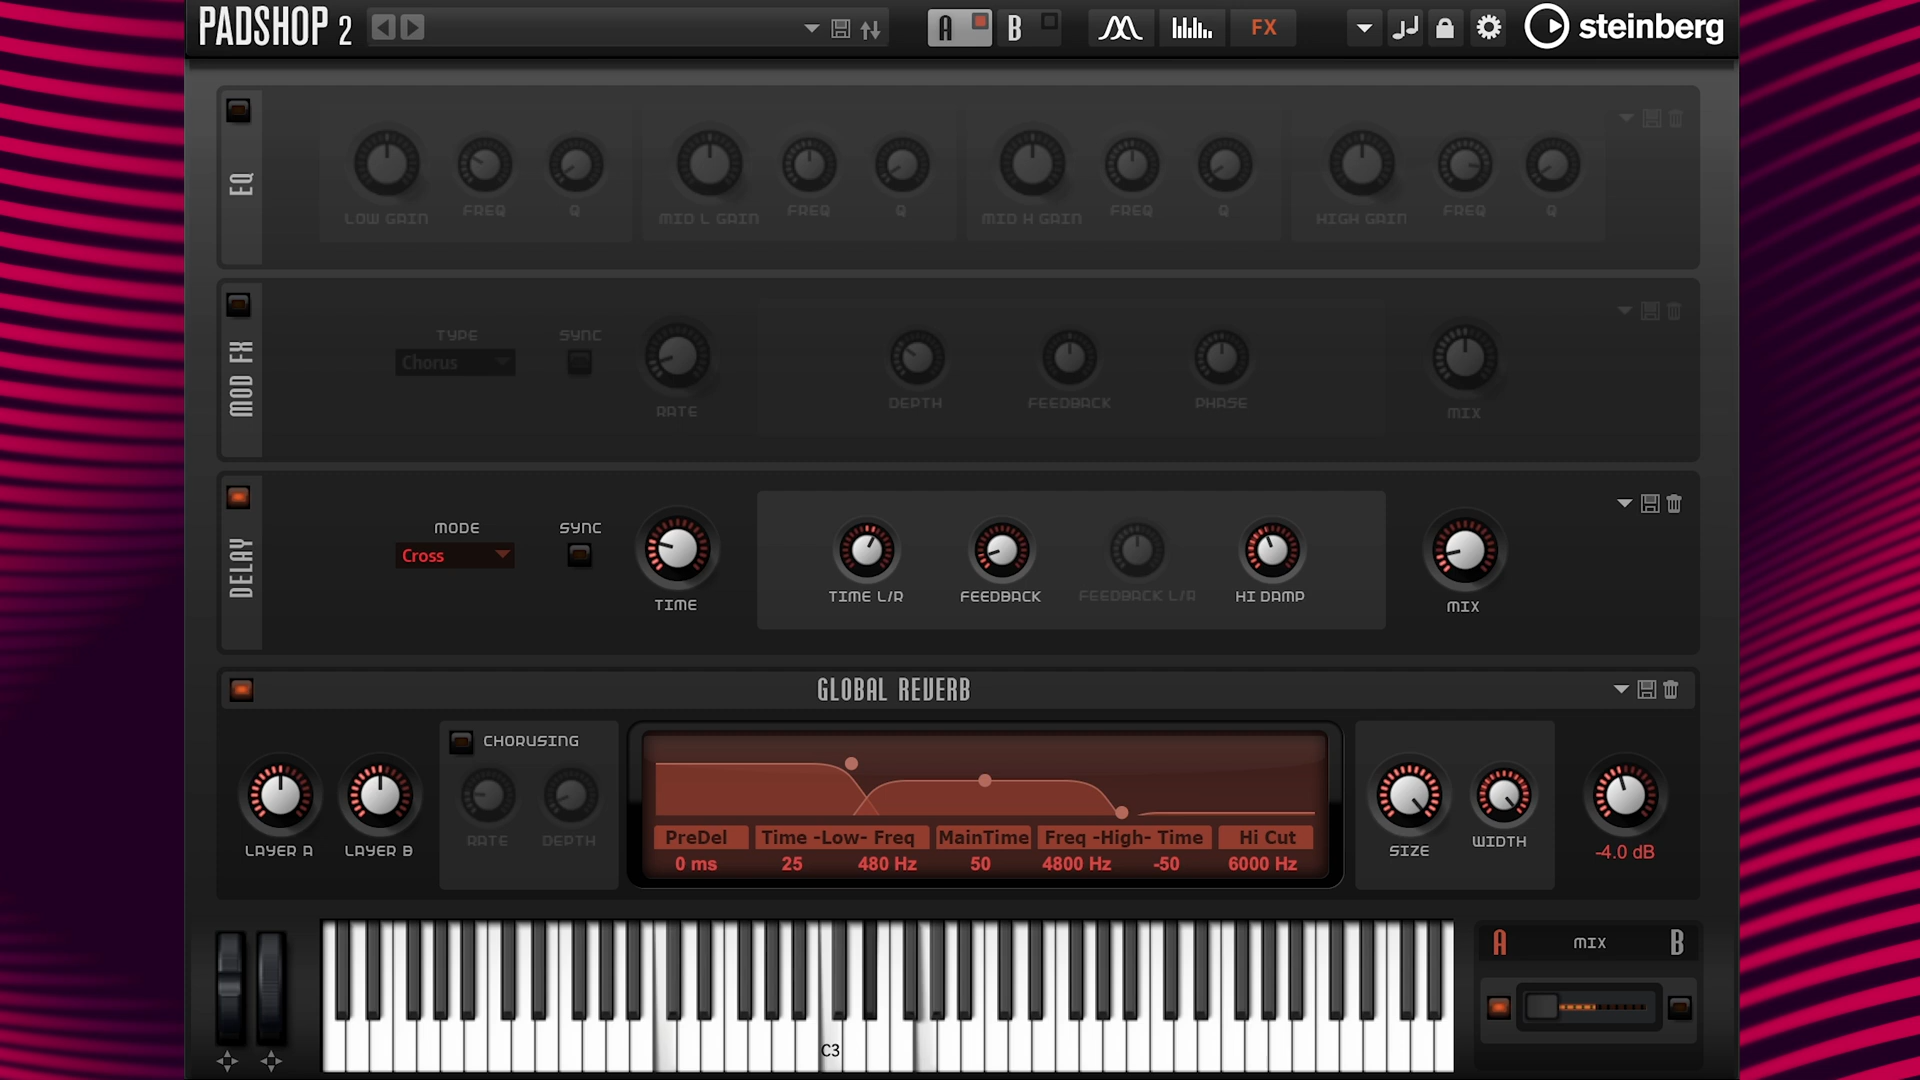 PADSHOP 2
A B FX
steinberg
EQ
LOW GAIN FREQ Q MID L GAIN FREQ Q MID H GAIN FREQ Q HIGH GAIN FREQ Q
MOD FX
TYPE SYNC
Chorus
RATE DEPTH FEEDBACK PHASE MIX
DELAY
MODE SYNC
Cross
TIME TIME L/R FEEDBACK FEEDBACK L/R HI DAMP MIX
GLOBAL REVERB
CHORUSING
LAYER A LAYER B RATE DEPTH
PreDel Time -Low- Freq MainTime Freq -High- Time Hi Cut
0 ms 25 480 Hz 50 4800 Hz -50 6000 Hz
SIZE WIDTH -4.0 dB
A MIX B
C3